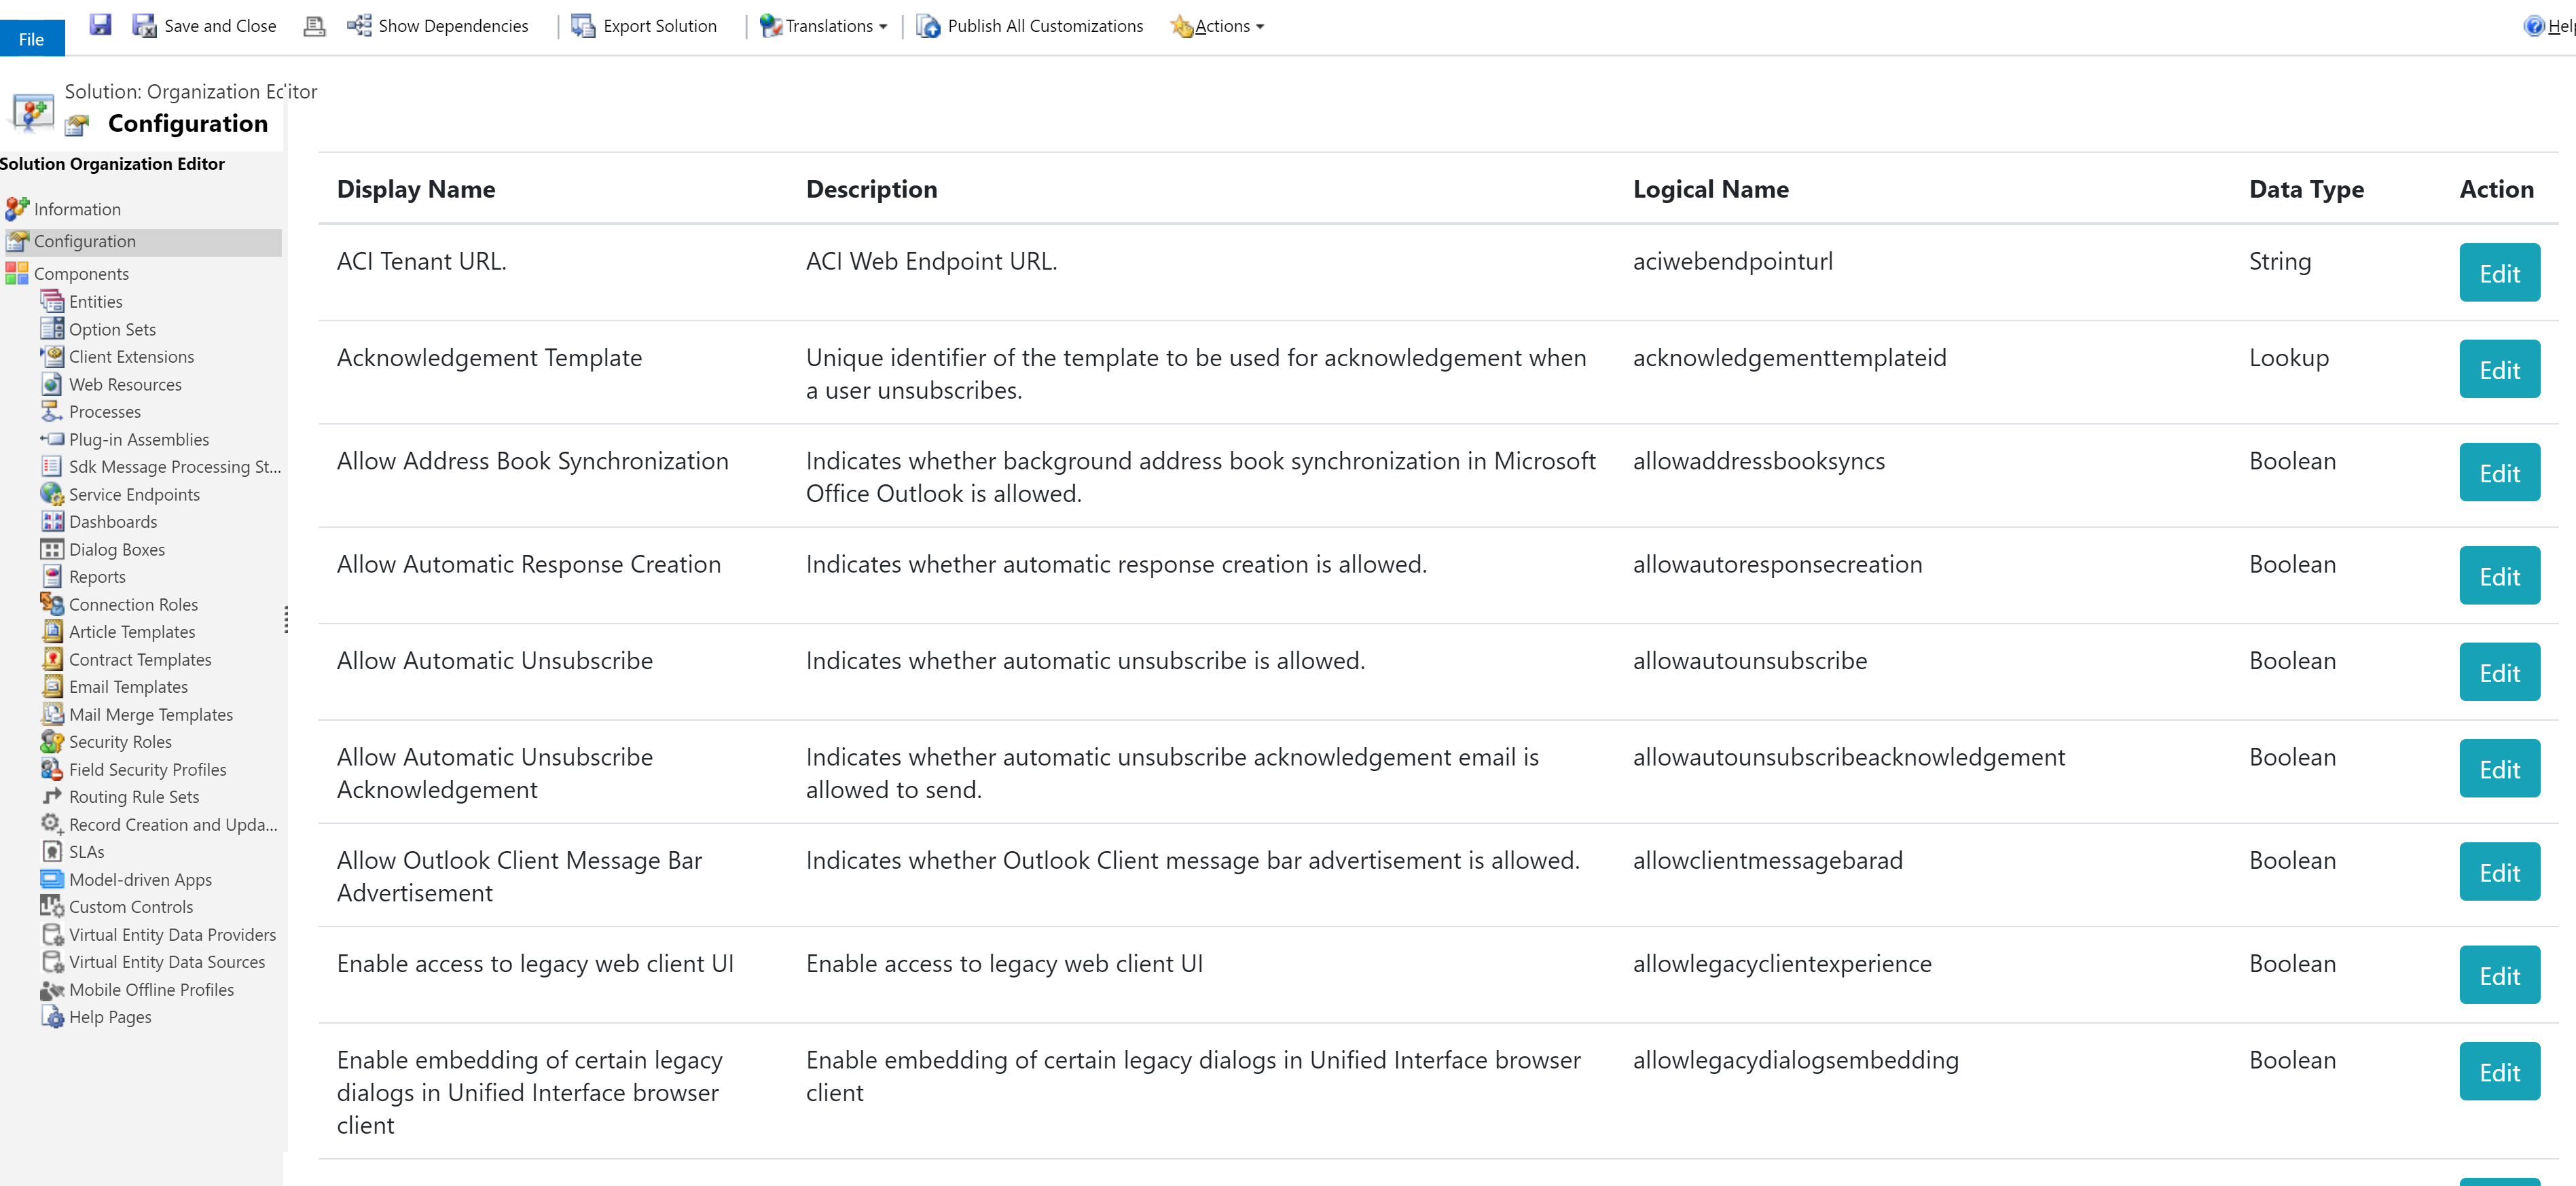 File
Save and Close
Show Dependencies
Export Solution
Translations
Publish All Customizations
Actions
Solution: Organization Editor
Configuration
Solution Organization Editor
Information
Configuration
Components
Entities
Option Sets
Client Extensions
Web Resources
Processes
Plug-in Assemblies
Sdk Message Processing St...
Service Endpoints
Dashboards
Dialog Boxes
Reports
Connection Roles
Article Templates
Contract Templates
Email Templates
Mail Merge Templates
Security Roles
Field Security Profiles
Routing Rule Sets
Record Creation and Upda...
SLAs
Model-driven Apps
Custom Controls
Virtual Entity Data Providers
Virtual Entity Data Sources
Mobile Offline Profiles
Help Pages
Display Name Description Logical Name Data Type Action
ACI Tenant URL. ACI Web Endpoint URL. aciwebendpointurl String Edit
Acknowledgement Template Unique identifier of the template to be used for acknowledgement when acknowledgementtemplateid Lookup Edit
a user unsubscribes.
Allow Address Book Synchronization Indicates whether background address book synchronization in Microsoft allowaddressbooksyncs Boolean Edit
Office Outlook is allowed.
Allow Automatic Response Creation Indicates whether automatic response creation is allowed. allowautoresponsecreation Boolean Edit
Allow Automatic Unsubscribe Indicates whether automatic unsubscribe is allowed. allowautounsubscribe Boolean Edit
Allow Automatic Unsubscribe Indicates whether automatic unsubscribe acknowledgement email is allowautounsubscribeacknowledgement Boolean Edit
Acknowledgement allowed to send.
Allow Outlook Client Message Bar Indicates whether Outlook Client message bar advertisement is allowed. allowclientmessagebarad Boolean Edit
Advertisement
Enable access to legacy web client UI Enable access to legacy web client UI allowlegacyclientexperience Boolean Edit
Enable embedding of certain legacy Enable embedding of certain legacy dialogs in Unified Interface browser allowlegacydialogsembedding Boolean Edit
dialogs in Unified Interface browser client
client